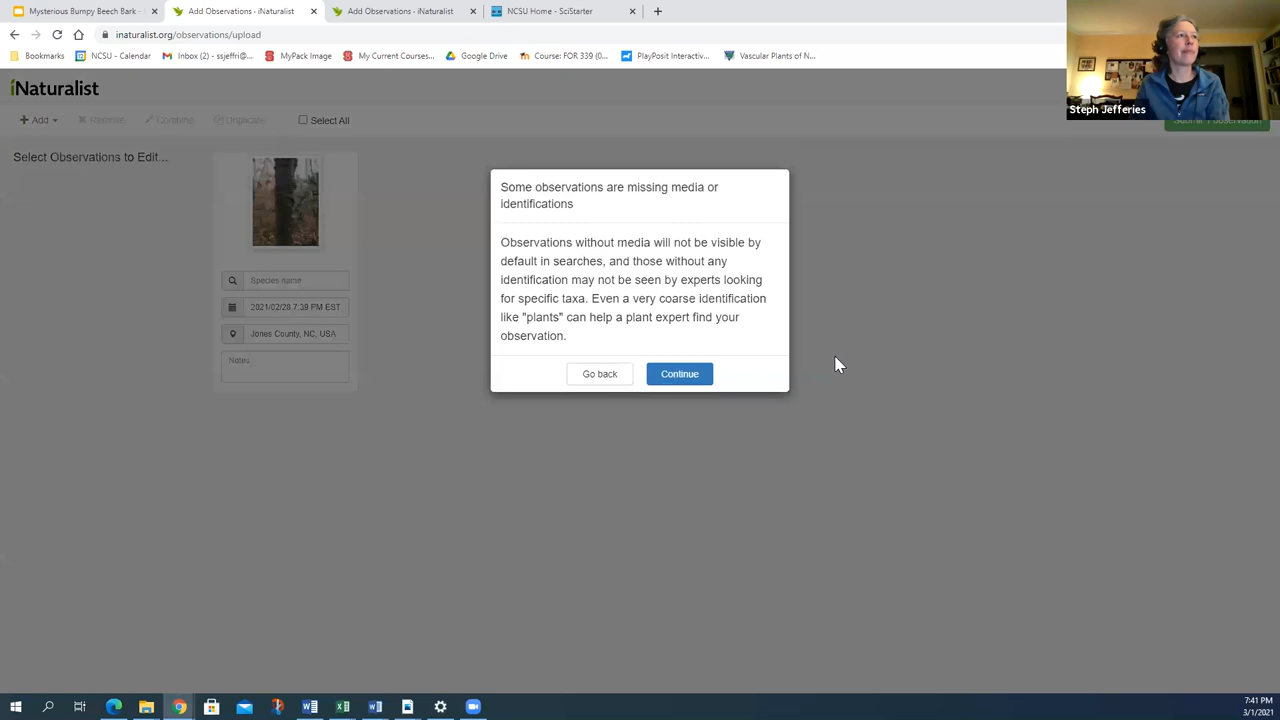 Mysterious Bumpy Beech Bark -
Add Observations - iNaturalist
Add Observations - iNaturalist
NCSU Home - SciStarter
inaturalist.org/observations/upload
Bookmarks
NCSU - Calendar
Inbox (2) - ssjeffri@...
MyPack Image
My Current Courses...
Google Drive
Course: FOR 339 (0...
PlayPosit Interactiv...
Vascular Plants of N...
Steph Jefferies
iNaturalist
Add
Remove
Combine
Duplicate
Select All
Submit 1 observation
Select Observations to Edit...
Species name
2021/02/28 7:39 PM EST
Jones County, NC, USA
Notes
Some observations are missing media or
identifications
Observations without media will not be visible by
default in searches, and those without any
identification may not be seen by experts looking
for specific taxa. Even a very coarse identification
like "plants" can help a plant expert find your
observation.
Go back
Continue
7:41 PM
3/1/2021